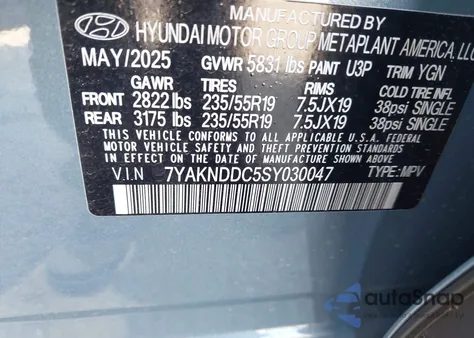 MANUFACTURED BY
HYUNDAI MOTOR GROUP METAPLANT AMERICA, LLC
MAY/2025 GVWR 5831 lbs PAINT U3P TRIM YGN
GAWR TIRES RIMS COLD TIRE INFL
FRONT 2822 lbs 235/55R19 7.5JX19 38psi SINGLE
REAR 3175 lbs 235/55R19 7.5JX19 38psi SINGLE
THIS VEHICLE CONFORMS TO ALL APPLICABLE U.S.A. FEDERAL
MOTOR VEHICLE SAFETY, BUMPER, AND THEFT PREVENTION STANDARDS
IN EFFECT ON THE DATE OF MANUFACTURE SHOWN ABOVE.
V.I.N 7YAKNDDC5SY030047 TYPE: MPV
autoSnap